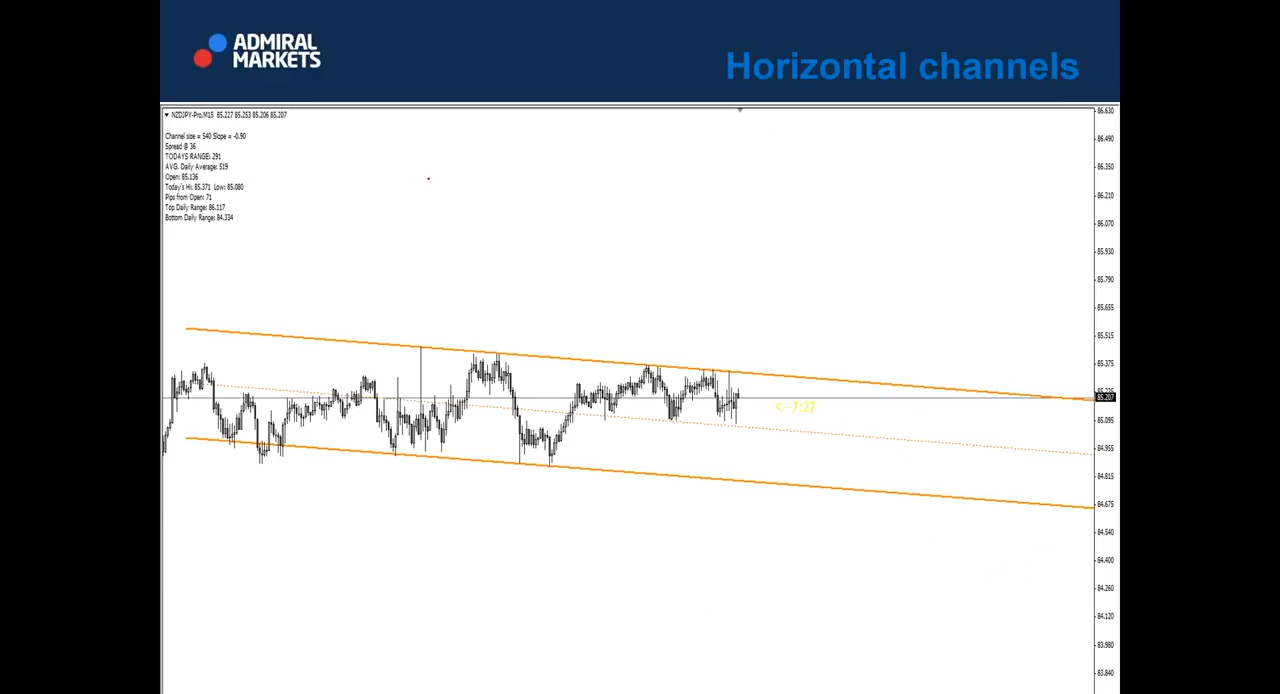 ADMIRAL
MARKETS
Horizontal channels
NZDJPY-Pro,M15 85.227 85.253 85.206 85.207
Channel size = 540 Slope = -0.90
Spread @ 36
TODAYS RANGE: 291
AVG. Daily Average: 519
Open: 85.136
Today's Hi: 85.371 Low: 85.080
Pips from Open: 71
Top Daily Range: 86.117
Bottom Daily Range: 84.334
<--7:27
86.630
86.490
86.350
86.210
86.070
85.930
85.790
85.655
85.515
85.375
85.235
85.207
85.095
84.955
84.815
84.675
84.540
84.400
84.260
84.120
83.980
83.840